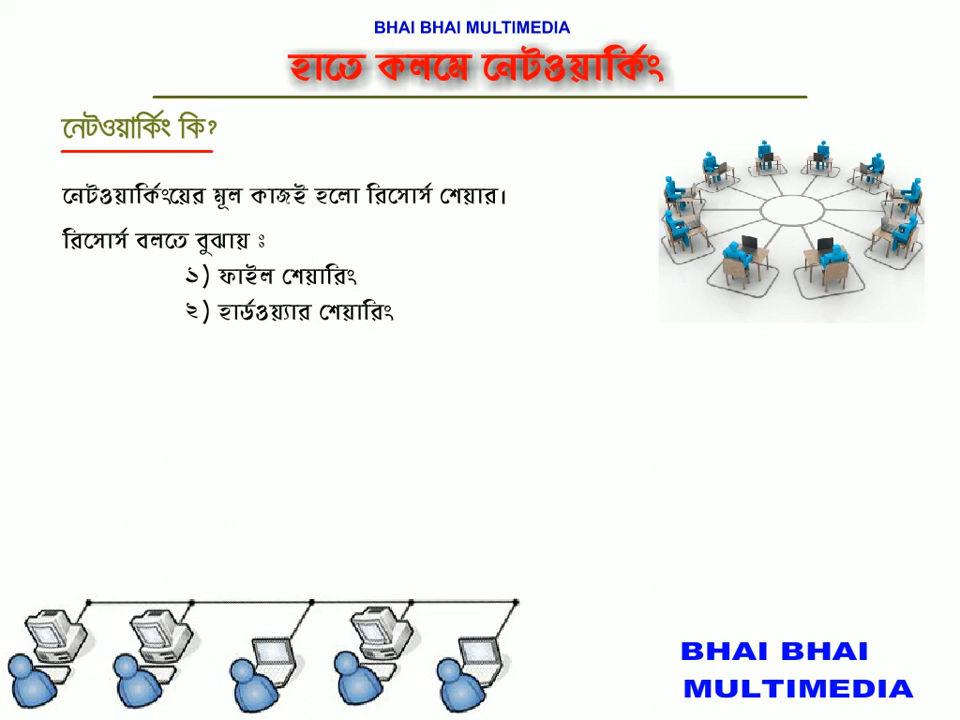 BHAI BHAI MULTIMEDIA
হাতে কলমে নেটওয়ার্কিং
নেটওয়ার্কিং কি?
নেটওয়ার্কিংয়ের মূল কাজই হলো রিসোর্স শেয়ার।
রিসোর্স বলতে বুঝায় ঃ
১) ফাইল শেয়ারিং
২) হার্ডওয়্যার শেয়ারিং
BHAI BHAI
MULTIMEDIA